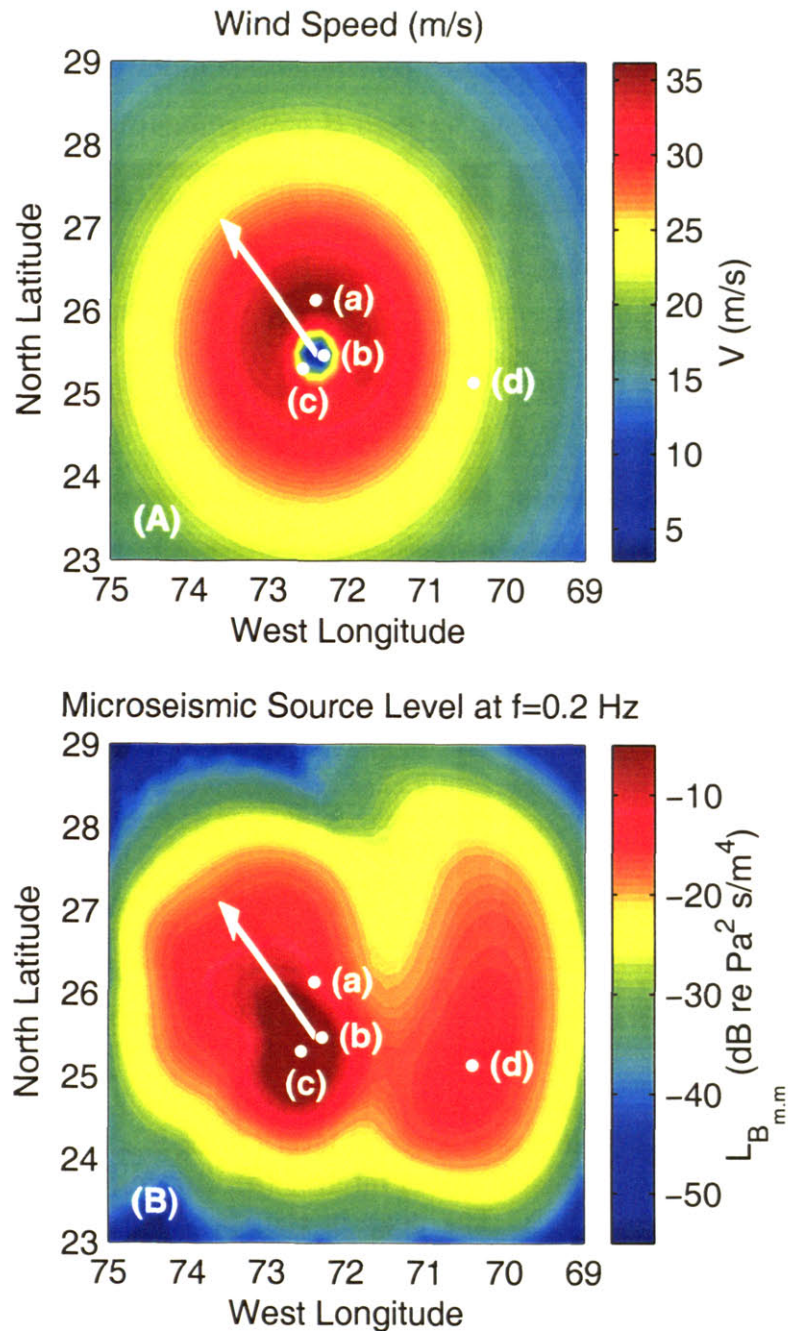 Wind Speed (m/s)
29
28
27
26
25
24
23
North Latitude
(a)
(b)
(c)
(d)
(A)
75 74 73 72 71 70 69
West Longitude
35
30
25
20
15
10
5
V (m/s)
Microseismic Source Level at f=0.2 Hz
29
28
27
26
25
24
23
North Latitude
(a)
(b)
(c)
(d)
(B)
75 74 73 72 71 70 69
West Longitude
−10
−20
−30
−40
−50
L_{B_{m.m}} (dB re Pa² s/m⁴)